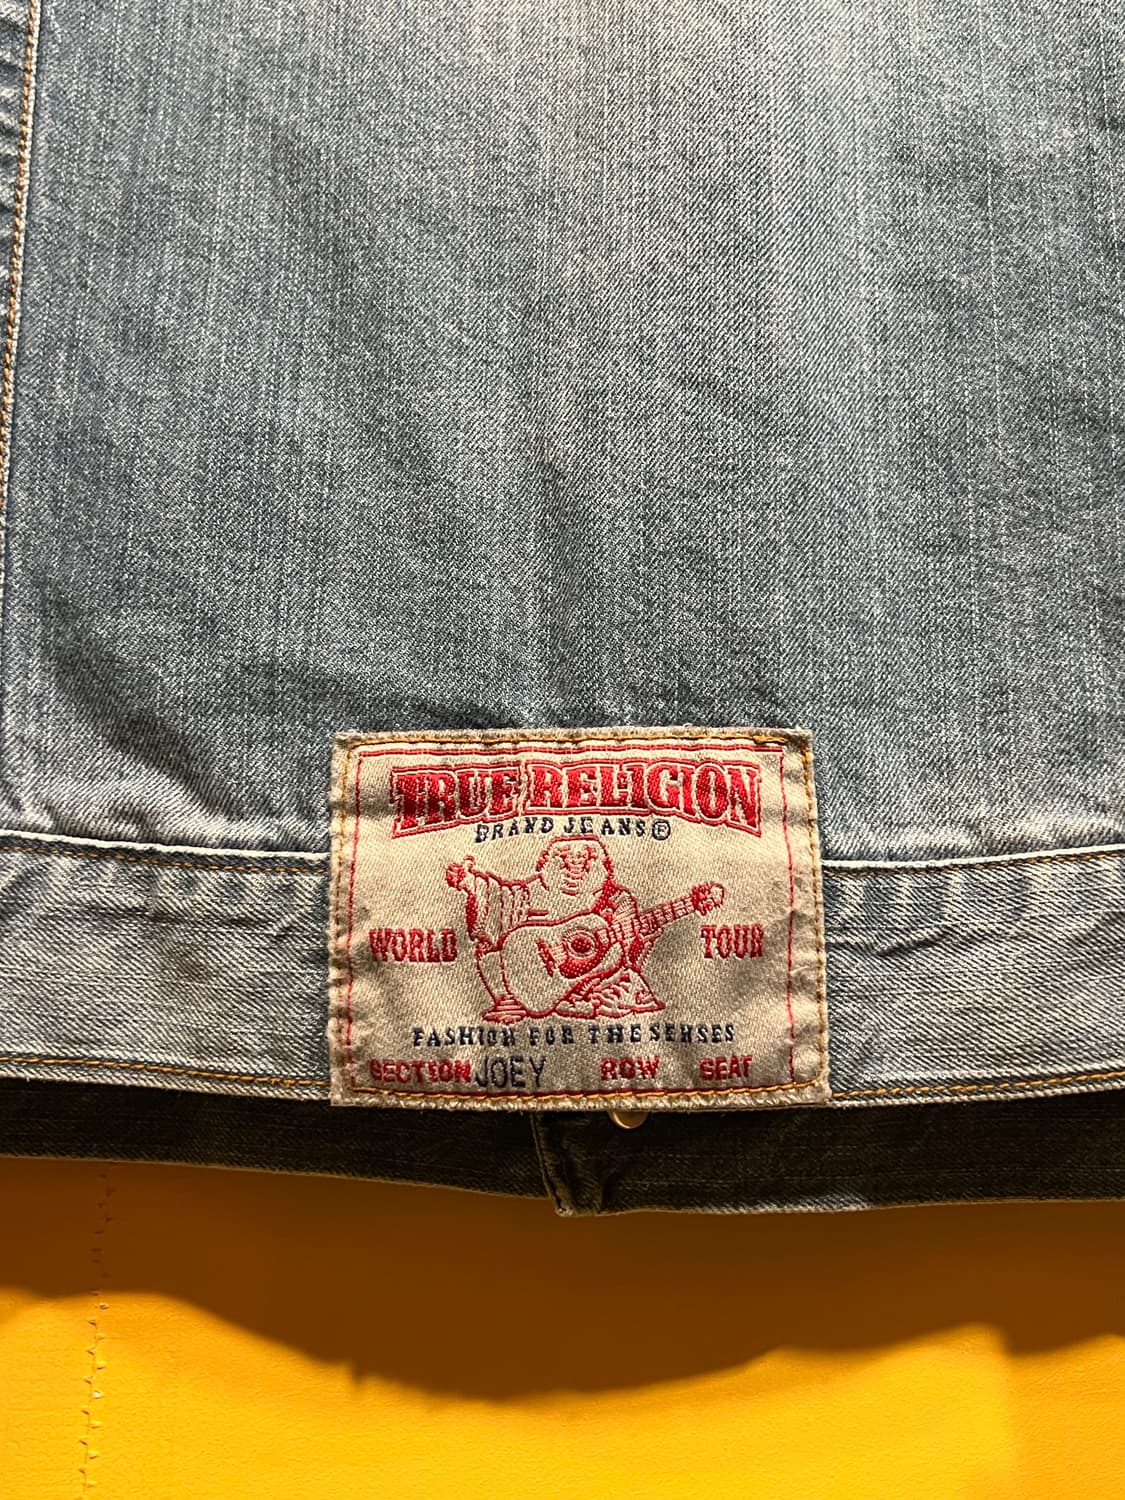 TRUE RELIGION
BRAND JEANS®
WORLD TOUR
FASHION FOR THE SENSES
SECTION JOEY ROW SEAT